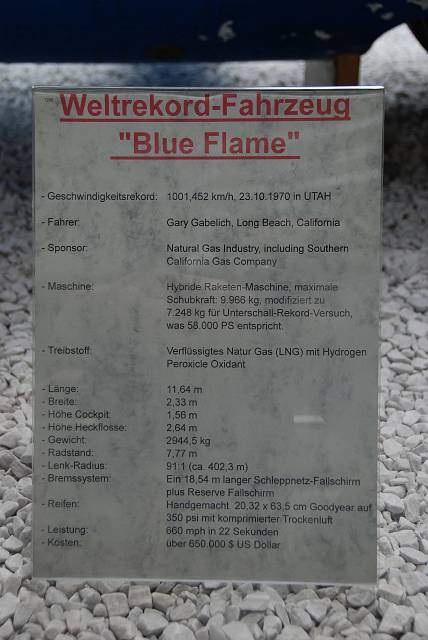 Weltrekord-Fahrzeug
"Blue Flame"
- Geschwindigkeitsrekord: 1001,452 km/h, 23.10.1970 in UTAH
- Fahrer: Gary Gabelich, Long Beach, California
- Sponsor: Natural Gas Industry, including Southern
California Gas Company
- Maschine: Hybride Raketen-Maschine, maximale
Schubkraft: 9.966 kg, modifiziert zu
7.248 kg für Unterschall-Rekord-Versuch,
was 58.000 PS entspricht.
- Treibstoff: Verflüssigtes Natur Gas (LNG) mit Hydrogen
Peroxicle Oxidant
- Länge: 11,64 m
- Breite: 2,33 m
- Höhe Cockpit: 1,56 m
- Höhe Heckflosse: 2,64 m
- Gewicht: 2944,5 kg
- Radstand: 7,77 m
- Lenk-Radius: 91:1 (ca. 402,3 m)
- Bremssystem: Ein 18,54 m langer Schleppnetz-Fallschirm
plus Reserve Fallschirm
- Reifen: Handgemacht 20,32 x 63,5 cm Goodyear auf
350 psi mit komprimierter Trockenluft
- Leistung: 660 mph in 22 Sekunden
- Kosten: über 650.000 $ US Dollar